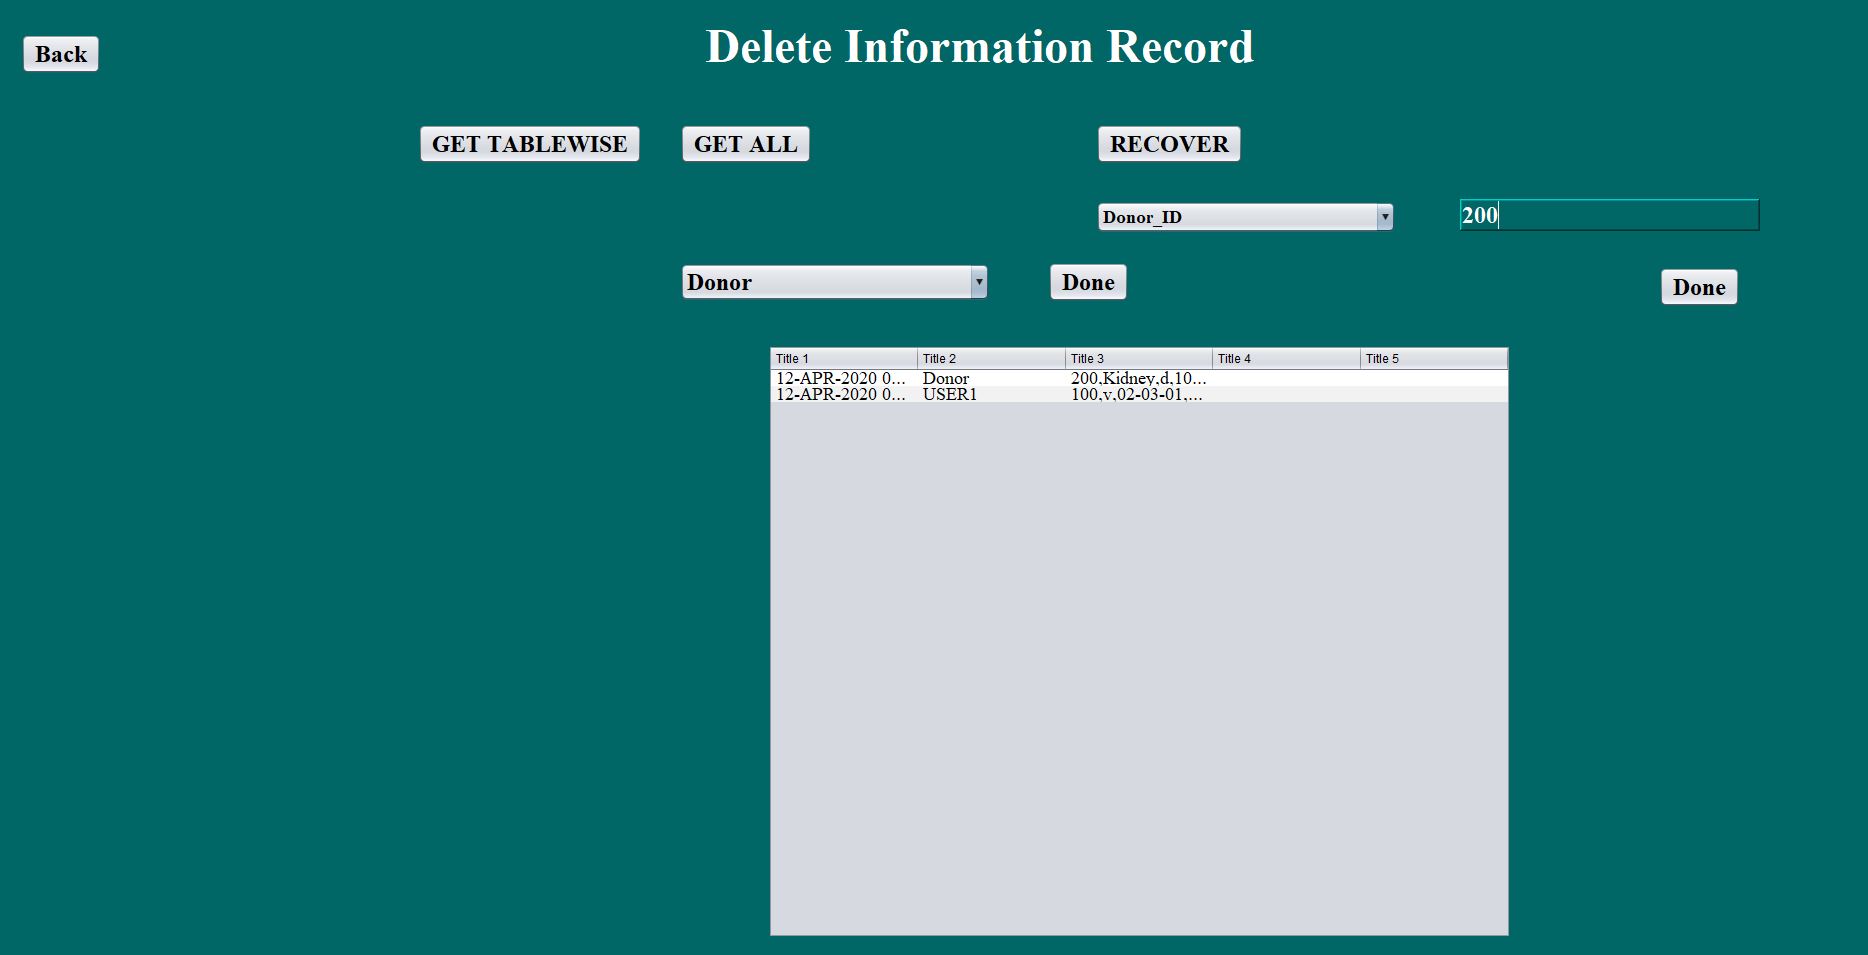 Back
Delete Information Record
GET TABLEWISE GET ALL RECOVER
Donor_ID 200
Donor Done Done
Title 1 Title 2 Title 3 Title 4 Title 5
12-APR-2020 0... Donor 200,Kidney,d,10...
12-APR-2020 0... USER1 100,v,02-03-01,...